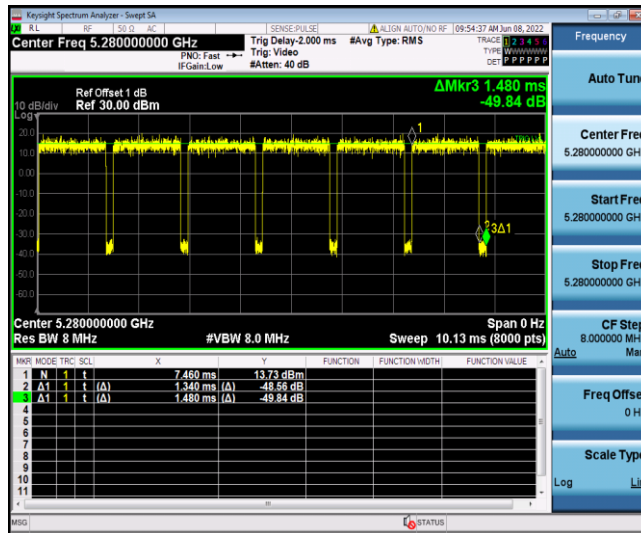 Keysight Spectrum Analyzer - Swept SA
RL RF 50 Ω AC SENSE:PULSE ALIGN AUTO/NO RF 09:54:37 AM Jun 08, 2022
Center Freq 5.280000000 GHz
PNO: Fast
IFGain:Low
Trig Delay-2.000 ms
Trig: Video
#Atten: 40 dB
#Avg Type: RMS
TRACE 1 2 3 4 5 6
TYPE WWWWWW
DET P P P P P P
Ref Offset 1 dB
Ref 30.00 dBm
10 dB/div
Log
ΔMkr3 1.480 ms
-49.84 dB
20.0
10.0
0.00
-10.0
-20.0
-30.0
-40.0
-50.0
-60.0
1
3Δ1
Center 5.280000000 GHz Span 0 Hz
Res BW 8 MHz #VBW 8.0 MHz Sweep 10.13 ms (8000 pts)
MKR MODE TRC SCL X Y FUNCTION FUNCTION WIDTH FUNCTION VALUE
1 N 1 t 7.460 ms 13.73 dBm
2 Δ1 1 t (Δ) 1.340 ms (Δ) -48.56 dB
3 Δ1 1 t (Δ) 1.480 ms (Δ) -49.84 dB
4
5
6
7
8
9
10
11
MSG STATUS
Frequency
Auto Tune
Center Freq
5.280000000 GH
Start Freq
5.280000000 GH
Stop Freq
5.280000000 GH
CF Step
8.000000 MH
Auto Ma
Freq Offse
0 H
Scale Type
Log Li